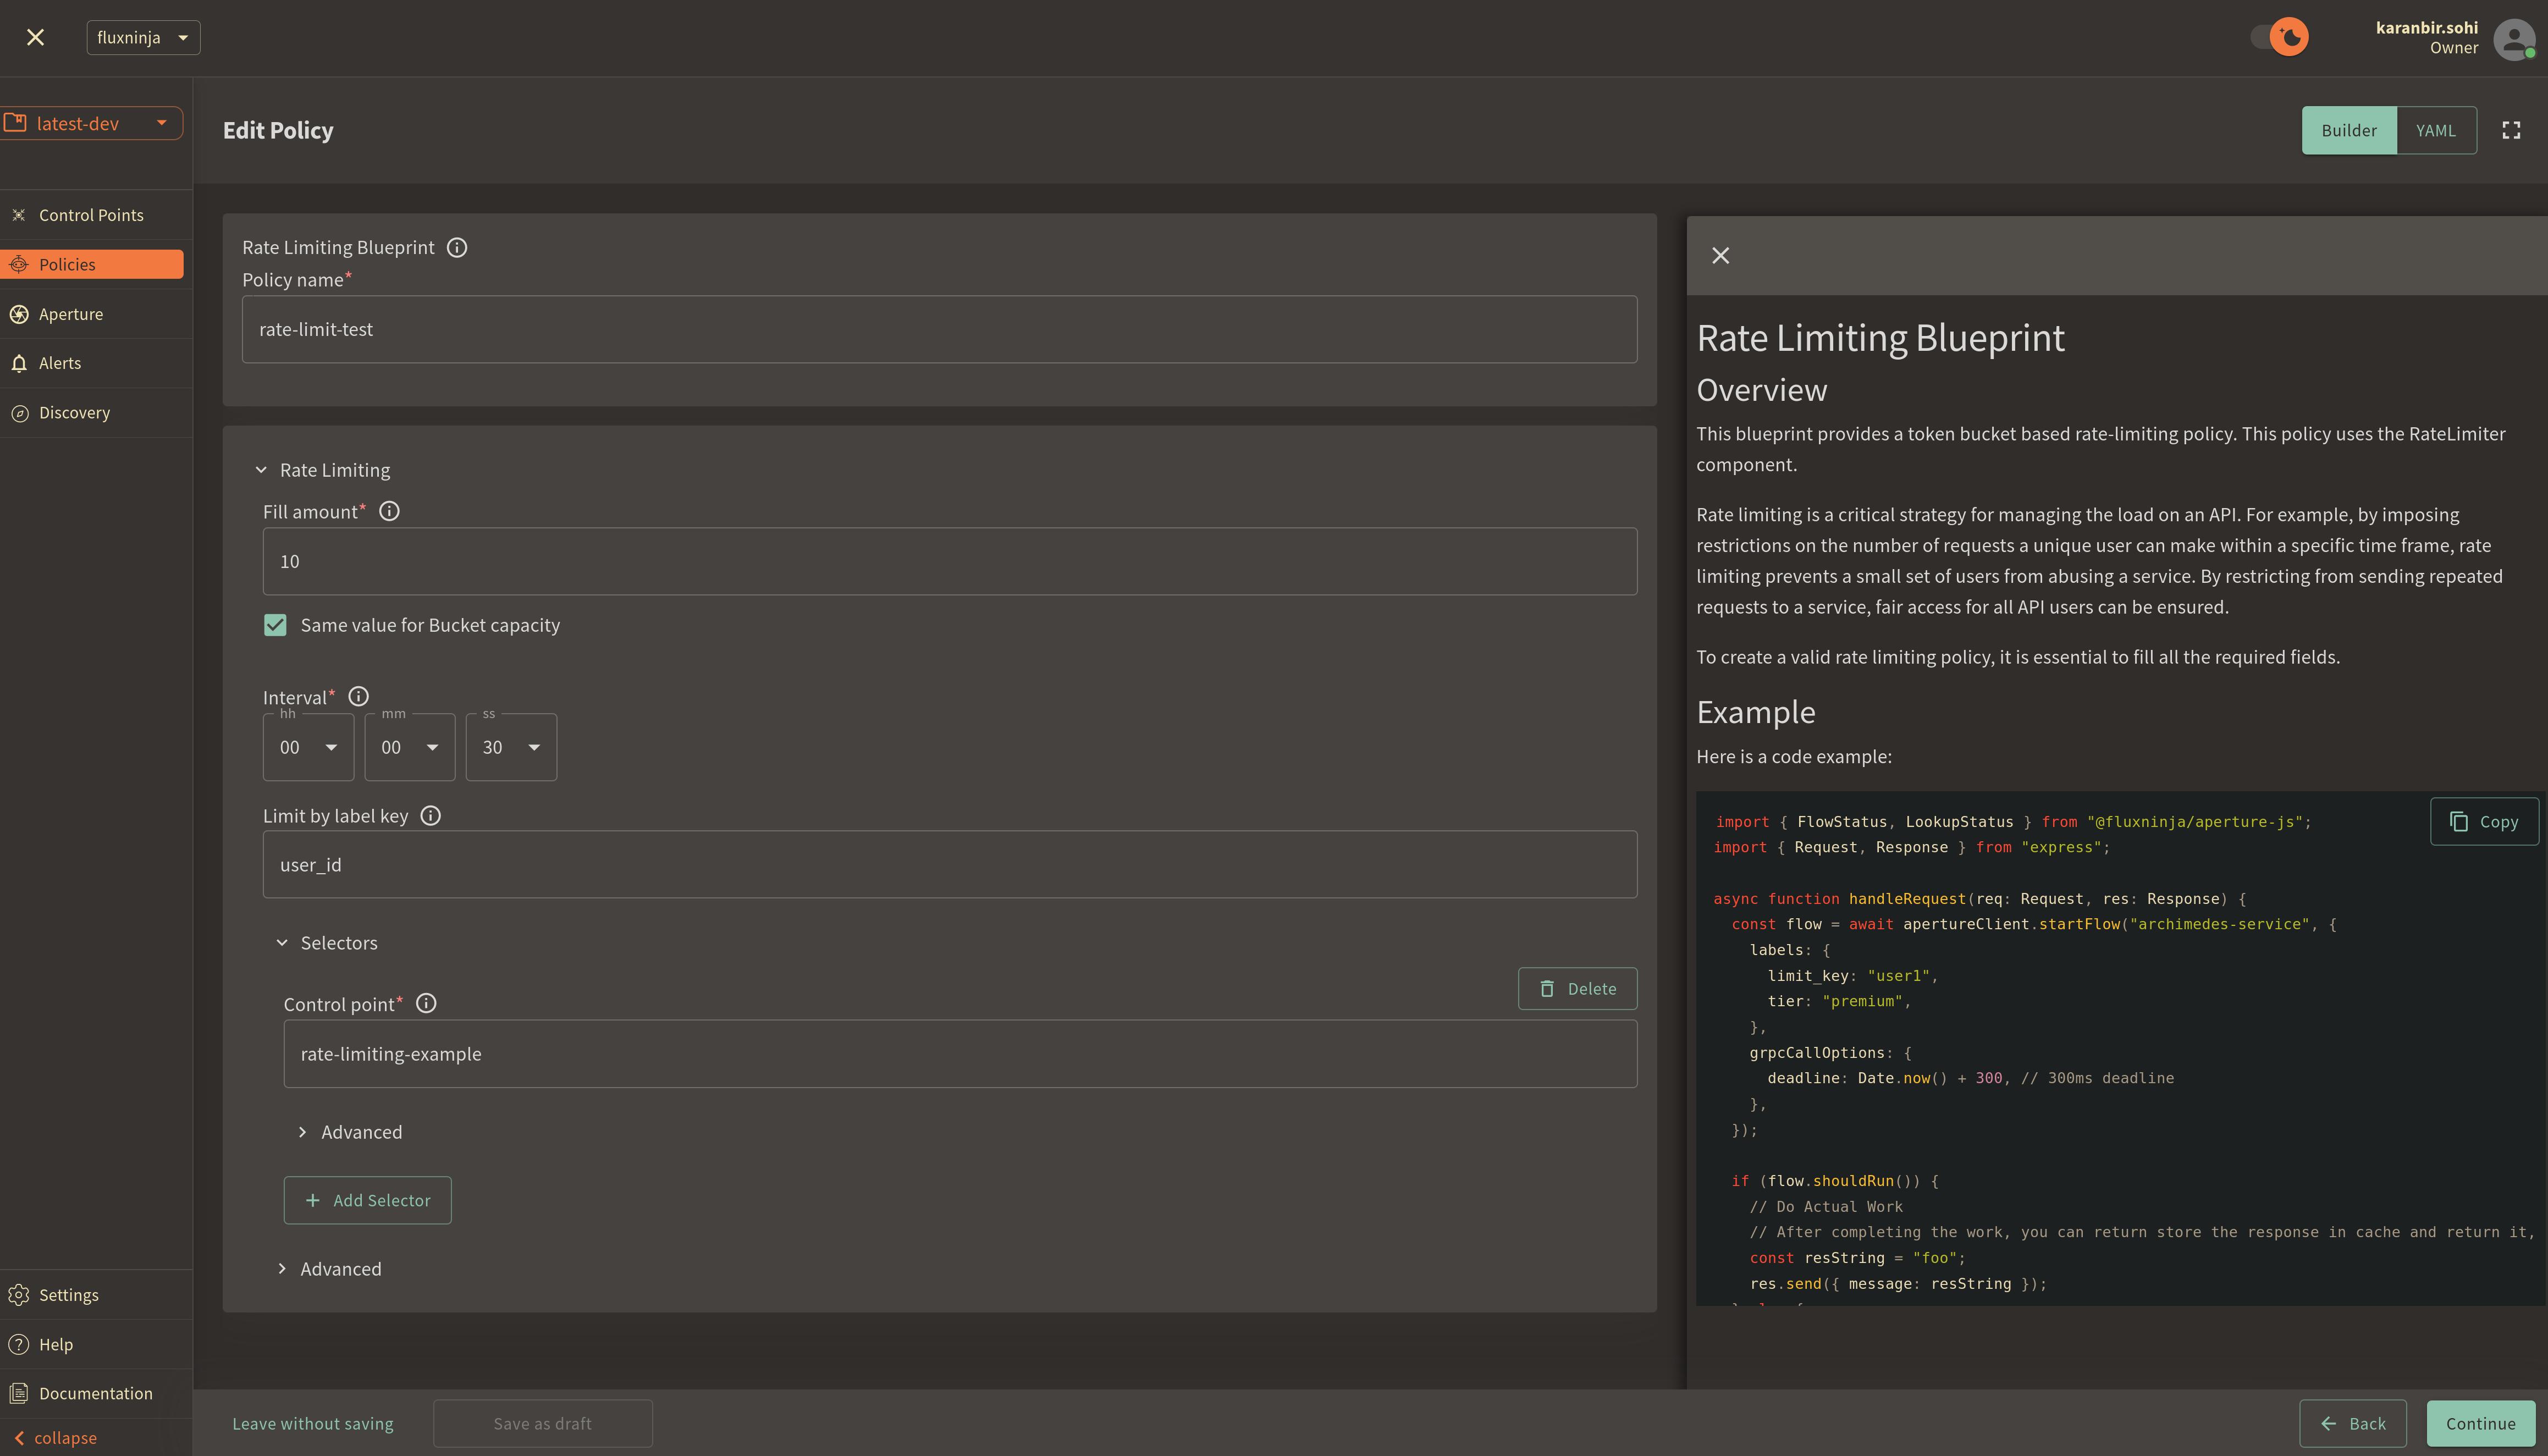 fluxninja
karanbir.sohi
Owner
latest-dev
Control Points
Policies
Aperture
Alerts
Discovery
Settings
Help
Documentation
collapse
Edit Policy
Builder
YAML
Rate Limiting Blueprint
Policy name*
rate-limit-test
Rate Limiting
Fill amount*
10
Same value for Bucket capacity
Interval*
hh
mm
ss
00
00
30
Limit by label key
user_id
Selectors
Delete
Control point*
rate-limiting-example
Advanced
Add Selector
Advanced
Rate Limiting Blueprint
Overview
This blueprint provides a token bucket based rate-limiting policy. This policy uses the RateLimiter
component.
Rate limiting is a critical strategy for managing the load on an API. For example, by imposing
restrictions on the number of requests a unique user can make within a specific time frame, rate
limiting prevents a small set of users from abusing a service. By restricting from sending repeated
requests to a service, fair access for all API users can be ensured.
To create a valid rate limiting policy, it is essential to fill all the required fields.
Example
Here is a code example:
Copy
import { FlowStatus, LookupStatus } from "@fluxninja/aperture-js";
import { Request, Response } from "express";
async function handleRequest(req: Request, res: Response) {
const flow = await apertureClient.startFlow("archimedes-service", {
labels: {
limit_key: "user1",
tier: "premium",
},
grpcCallOptions: {
deadline: Date.now() + 300, // 300ms deadline
},
});
if (flow.shouldRun()) {
// Do Actual Work
// After completing the work, you can return store the response in cache and return it,
const resString = "foo";
res.send({ message: resString });
Leave without saving
Save as draft
Back
Continue